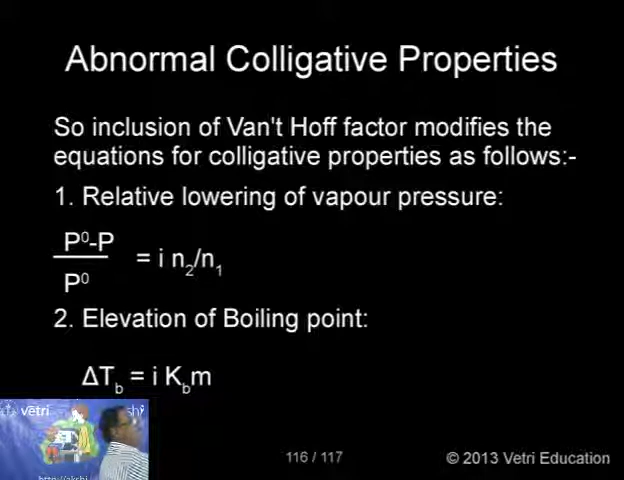 Abnormal Colligative Properties
So inclusion of Van't Hoff factor modifies the
equations for colligative properties as follows:-
1. Relative lowering of vapour pressure:
P⁰-P
= i n₂/n₁
P⁰
2. Elevation of Boiling point:
ΔT_b = i K_b m
vetri
116 / 117
© 2013 Vetri Education